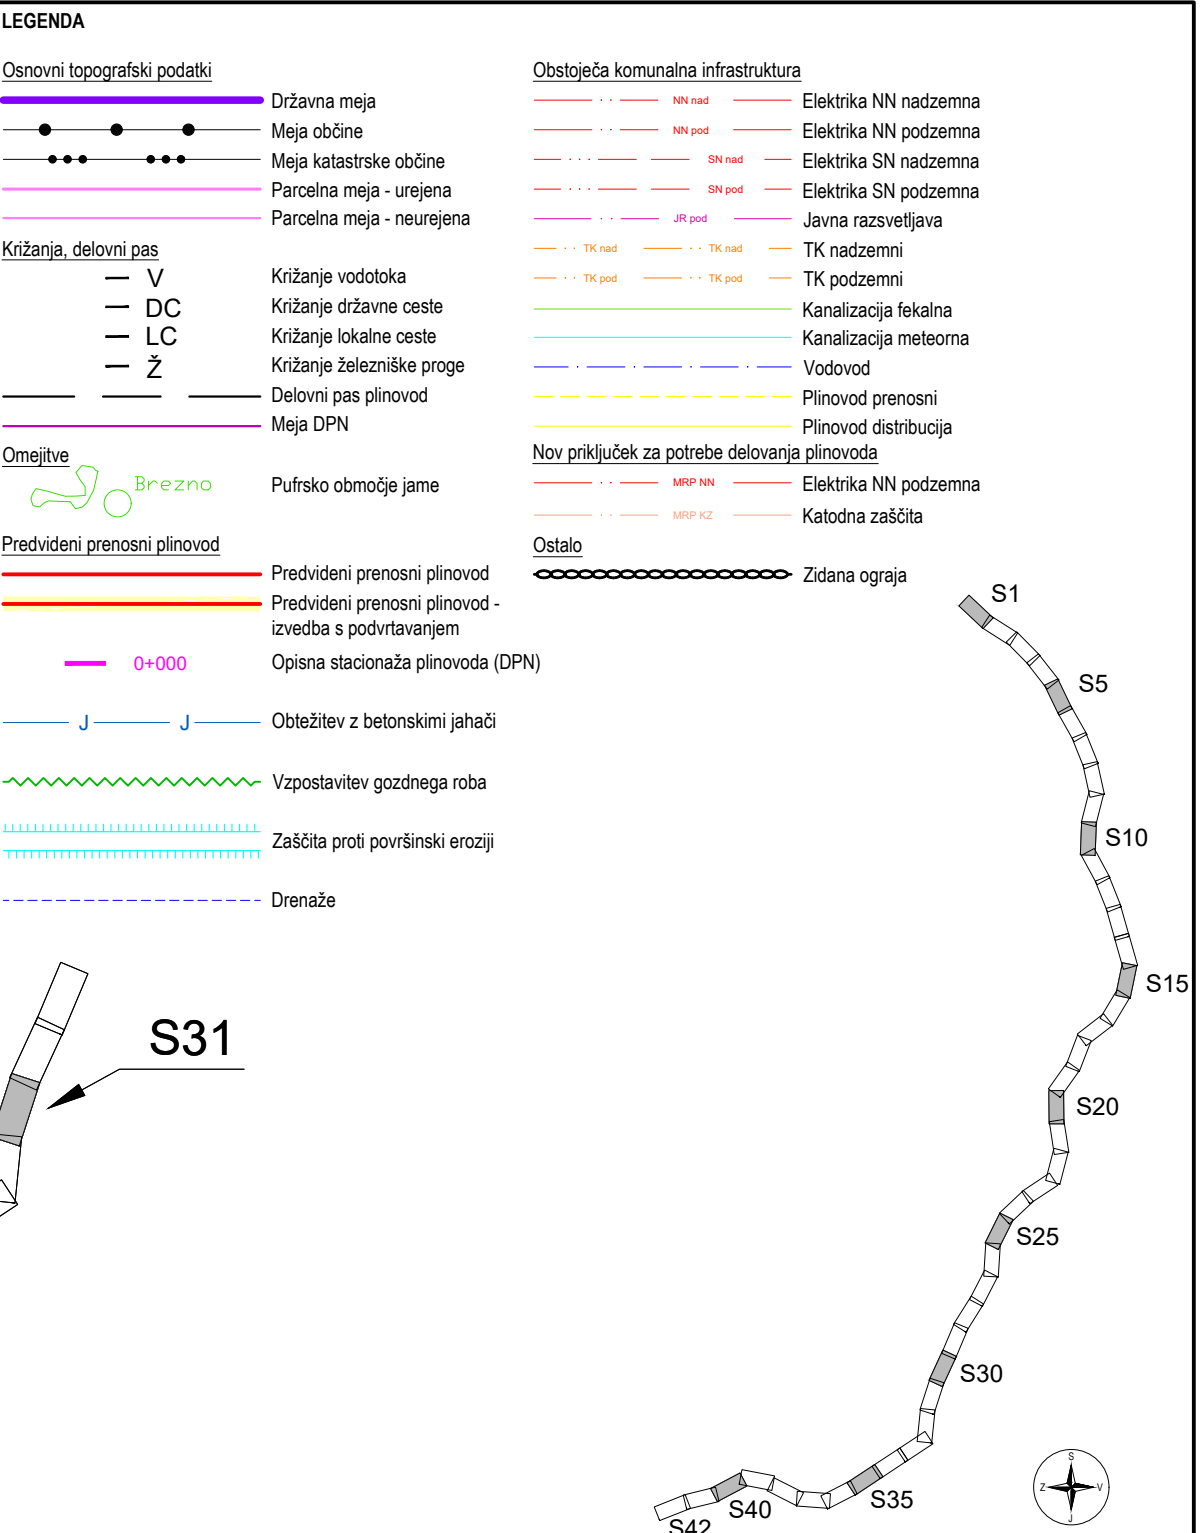 LEGENDA
Osnovni topografski podatki
Državna meja
Meja občine
Meja katastrske občine
Parcelna meja - urejena
Parcelna meja - neurejena
Križanja, delovni pas
V Križanje vodotoka
DC Križanje državne ceste
LC Križanje lokalne ceste
Ž Križanje železniške proge
Delovni pas plinovod
Meja DPN
Omejitve
Brezno Pufrsko območje jame
Predvideni prenosni plinovod
Predvideni prenosni plinovod
Predvideni prenosni plinovod -
izvedba s podvrtavanjem
0+000 Opisna stacionaža plinovoda (DPN)
J J Obtežitev z betonskimi jahači
Vzpostavitev gozdnega roba
Zaščita proti površinski eroziji
Drenaže
Obstoječa komunalna infrastruktura
NN nad Elektrika NN nadzemna
NN pod Elektrika NN podzemna
SN nad Elektrika SN nadzemna
SN pod Elektrika SN podzemna
JR pod Javna razsvetljava
TK nad TK nad TK nadzemni
TK pod TK pod TK podzemni
Kanalizacija fekalna
Kanalizacija meteorna
Vodovod
Plinovod prenosni
Plinovod distribucija
Nov priključek za potrebe delovanja plinovoda
MRP NN Elektrika NN podzemna
MRP KZ Katodna zaščita
Ostalo
Zidana ograja
S31
S1
S5
S10
S15
S20
S25
S30
S35
S40
S42
S
Z V
J